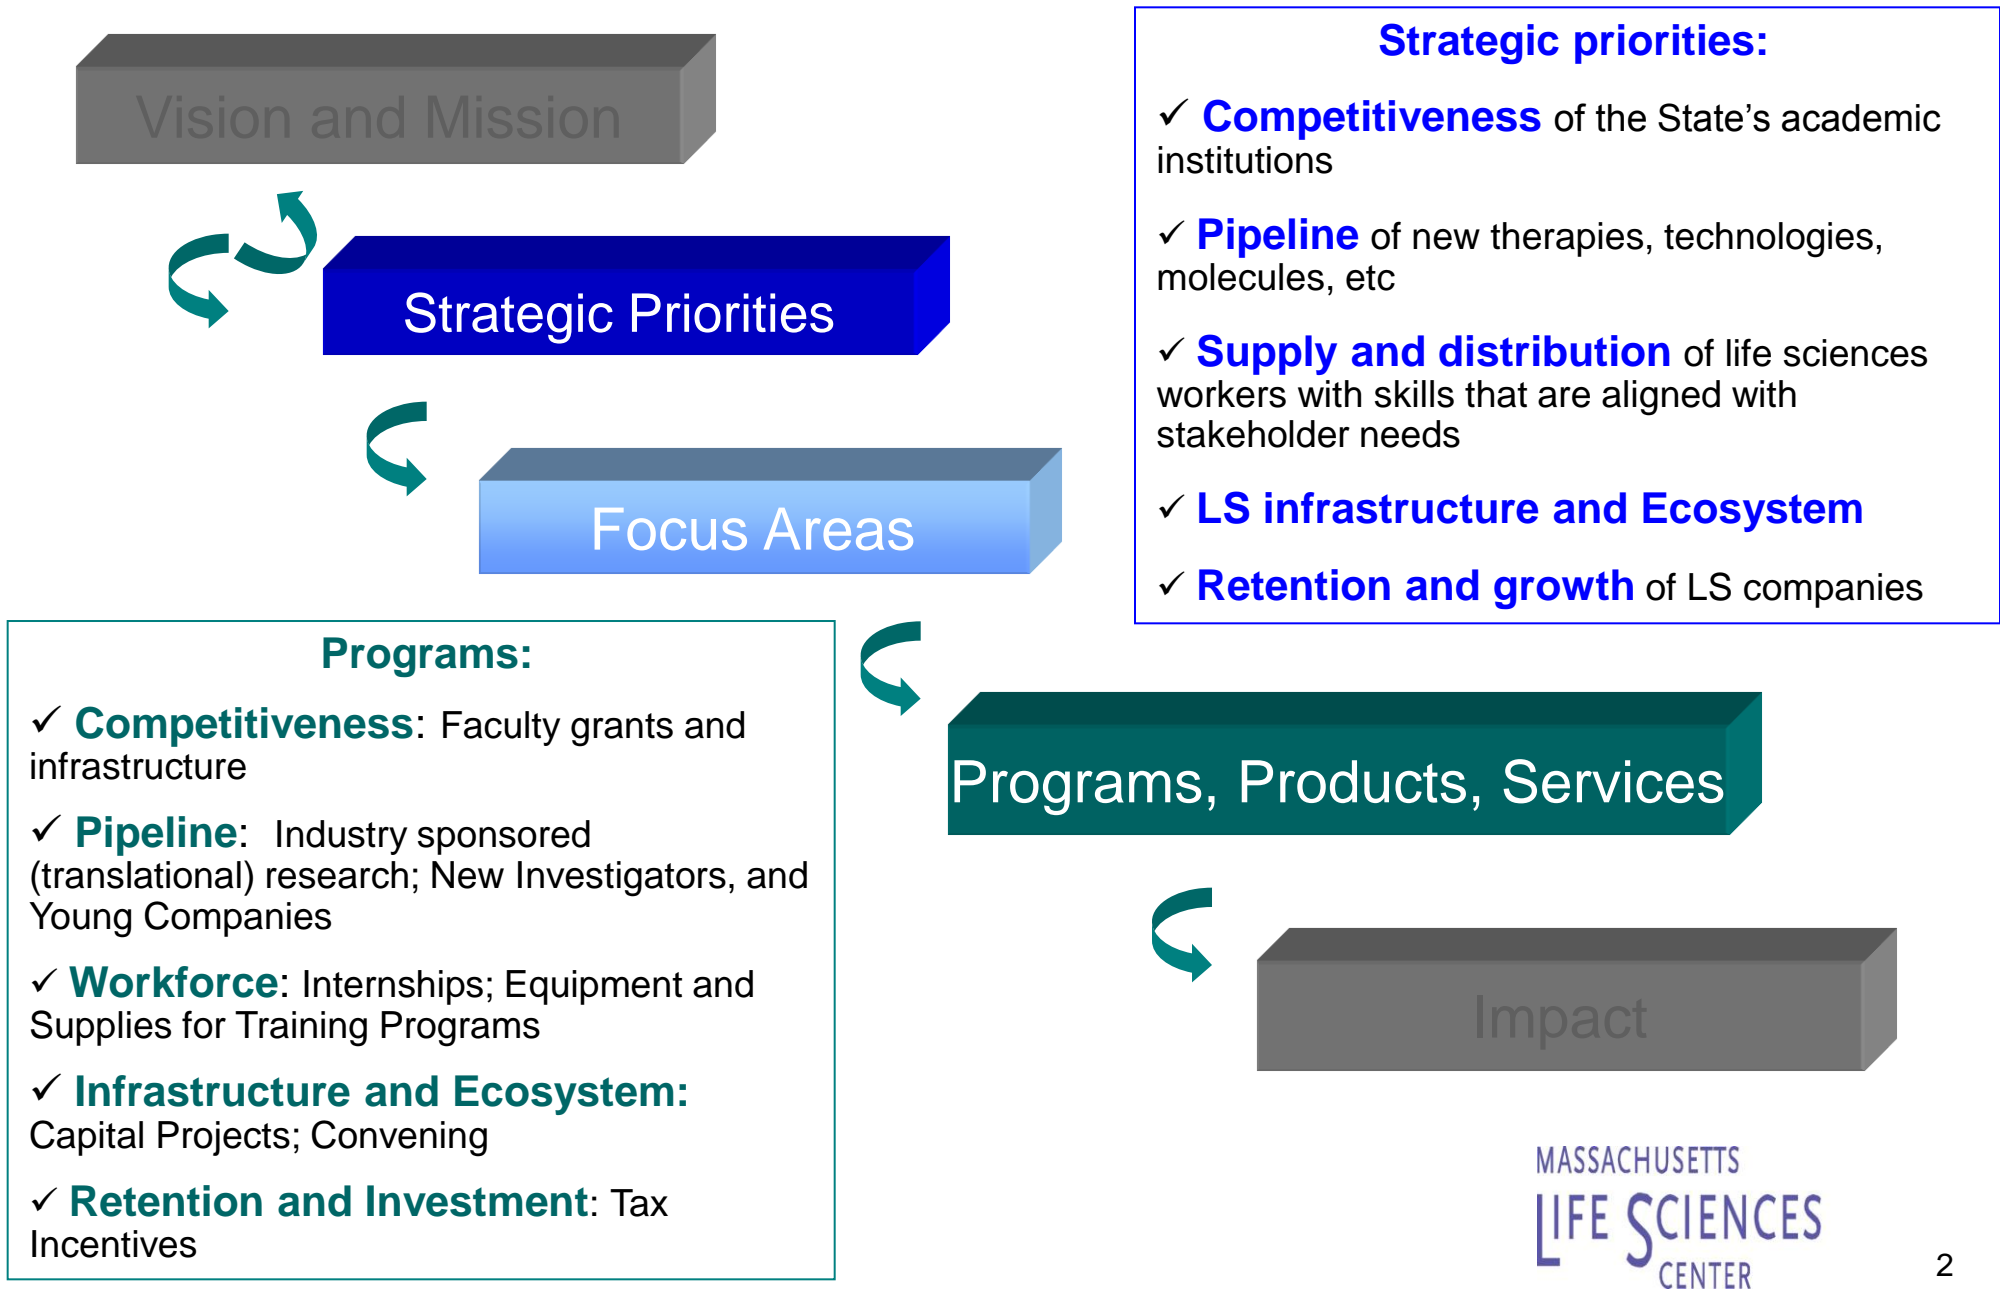 Vision and Mission
Strategic Priorities
Focus Areas
Programs, Products, Services
Impact
Strategic priorities:
✓ Competitiveness of the State’s academic
institutions
✓ Pipeline of new therapies, technologies,
molecules, etc
✓ Supply and distribution of life sciences
workers with skills that are aligned with
stakeholder needs
✓ LS infrastructure and Ecosystem
✓ Retention and growth of LS companies
Programs:
✓ Competitiveness: Faculty grants and
infrastructure
✓ Pipeline: Industry sponsored
(translational) research; New Investigators, and
Young Companies
✓ Workforce: Internships; Equipment and
Supplies for Training Programs
✓ Infrastructure and Ecosystem:
Capital Projects; Convening
✓ Retention and Investment: Tax
Incentives
MASSACHUSETTS
LIFE SCIENCES
CENTER
2